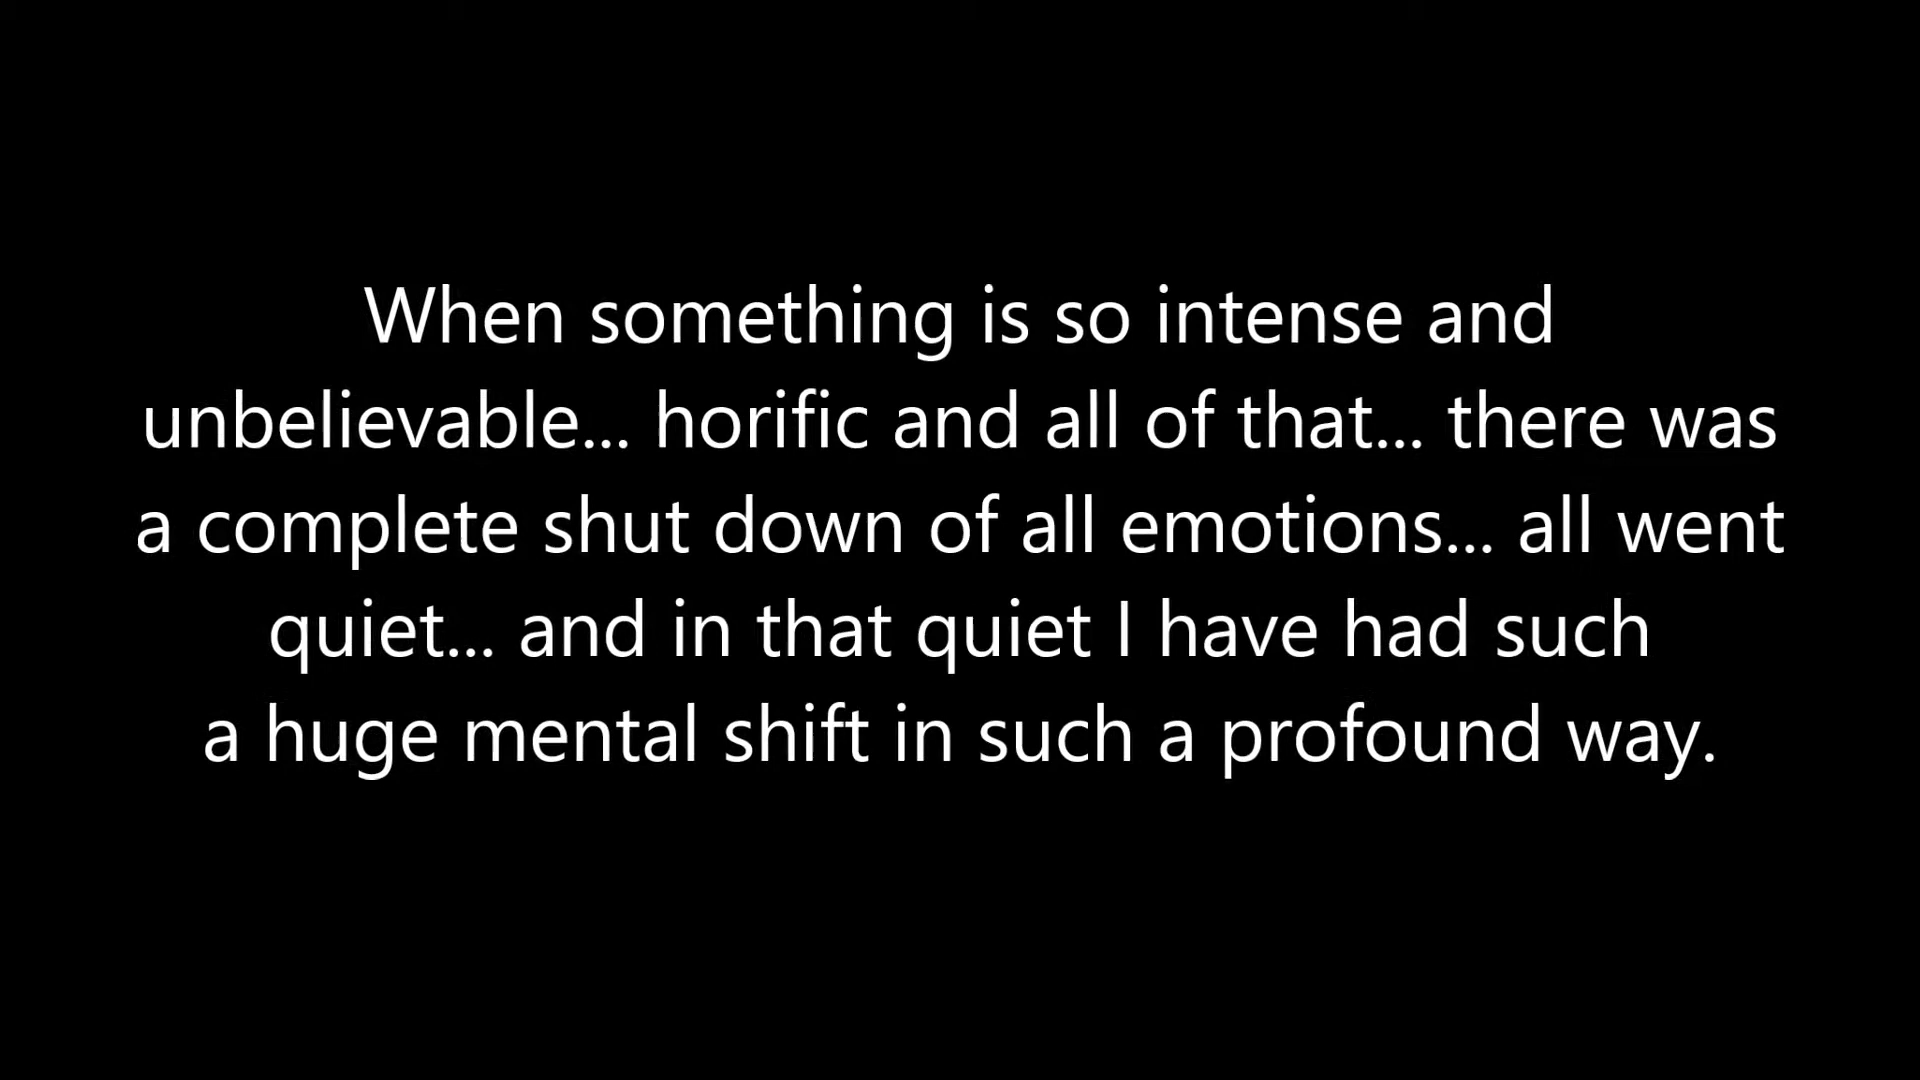 When something is so intense and
unbelievable... horific and all of that... there was
a complete shut down of all emotions... all went
quiet... and in that quiet I have had such
a huge mental shift in such a profound way.